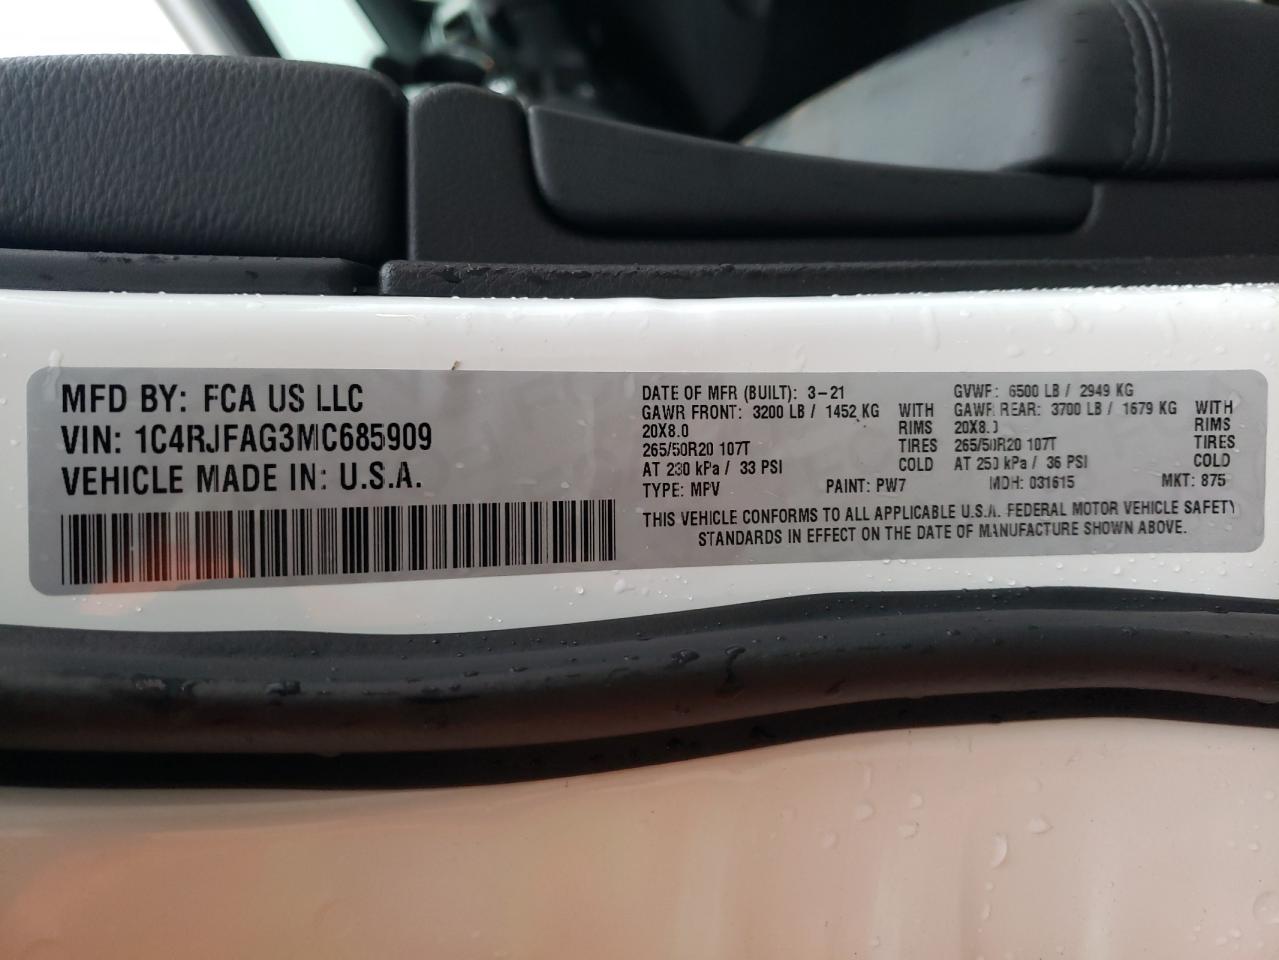 MFD BY: FCA US LLC
VIN: 1C4RJFAG3MC685909
VEHICLE MADE IN: U.S.A.
DATE OF MFR (BUILT): 3-21
GAWR FRONT: 3200 LB / 1452 KG WITH
20X8.0 RIMS
265/50R20 107T TIRES
AT 230 kPa / 33 PSI COLD
GVWR: 6500 LB / 2949 KG
GAWR REAR: 3700 LB / 1679 KG WITH
20X8.0 RIMS
265/50R20 107T TIRES
AT 250 kPa / 36 PSI COLD
TYPE: MPV PAINT: PW7 MDH: 031615 MKT: 875
THIS VEHICLE CONFORMS TO ALL APPLICABLE U.S.A. FEDERAL MOTOR VEHICLE SAFETY
STANDARDS IN EFFECT ON THE DATE OF MANUFACTURE SHOWN ABOVE.